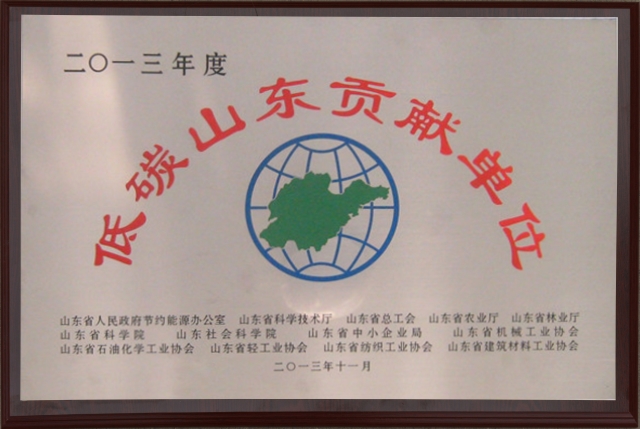 二〇一三年度
低碳山东贡献单位
山东省人民政府节约能源办公室 山东省科学技术厅 山东省总工会 山东省农业厅 山东省林业厅
山东省科学院 山东社会科学院 山东省中小企业局 山东省机械工业协会
山东省石油化学工业协会 山东省轻工业协会 山东省纺织工业协会 山东省建筑材料工业协会
二〇一三年十一月